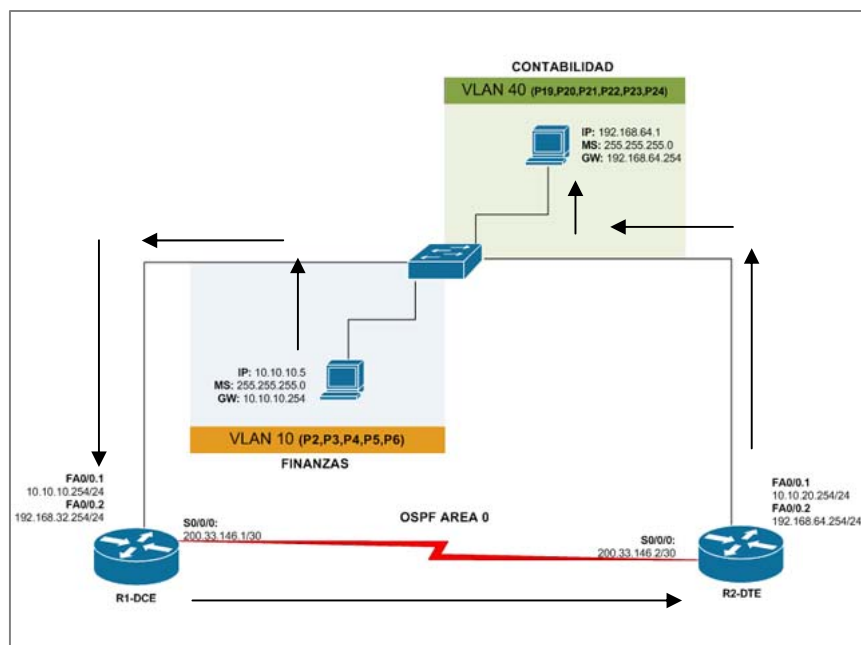 CONTABILIDAD
VLAN 40 (P19,P20,P21,P22,P23,P24)
IP: 192.168.64.1
MS: 255.255.255.0
GW: 192.168.64.254
IP: 10.10.10.5
MS: 255.255.255.0
GW: 10.10.10.254
VLAN 10 (P2,P3,P4,P5,P6)
FINANZAS
FA0/0.1
10.10.10.254/24
FA0/0.2
192.168.32.254/24
S0/0/0:
200.33.146.1/30
R1-DCE
OSPF AREA 0
S0/0/0:
200.33.146.2/30
FA0/0.1
10.10.20.254/24
FA0/0.2
192.168.64.254/24
R2-DTE